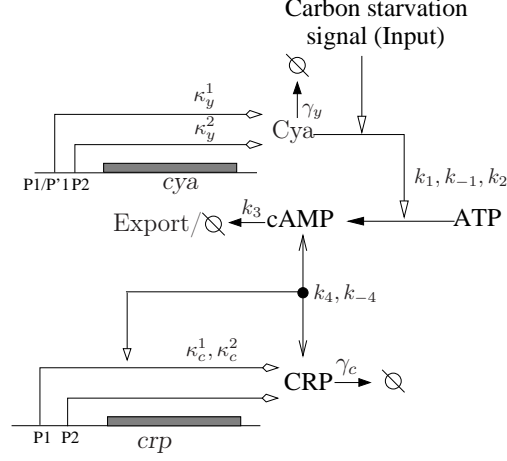 Carbon starvation
signal (Input)
∅
κ_y^1
γ_y
κ_y^2
Cya
P1/P'1 P2
cya
k_1, k_{-1}, k_2
Export/∅
k_3
cAMP
ATP
k_4, k_{-4}
κ_c^1, κ_c^2
CRP
γ_c
∅
P1 P2
crp